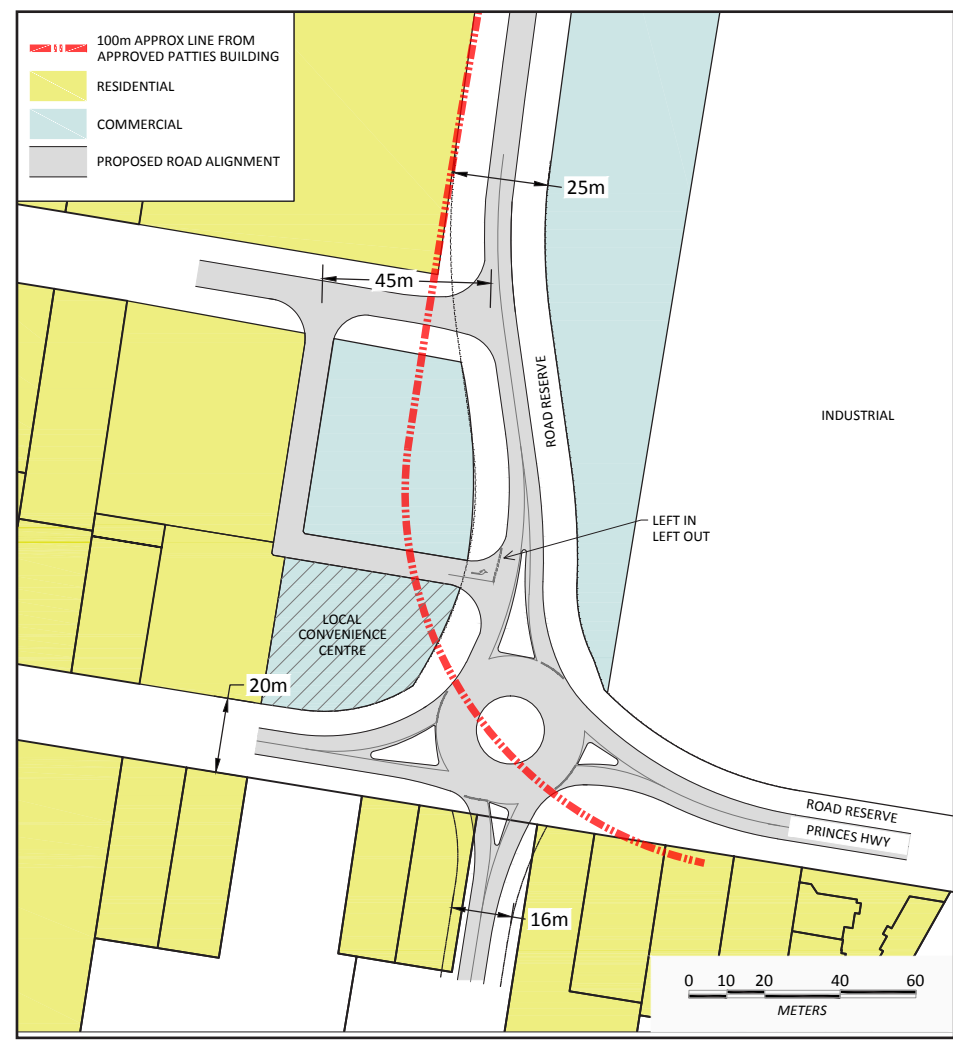 100m APPROX LINE FROM
APPROVED PATTIES BUILDING
RESIDENTIAL
COMMERCIAL
PROPOSED ROAD ALIGNMENT
25m
45m
ROAD RESERVE
INDUSTRIAL
LEFT IN
LEFT OUT
LOCAL
CONVENIENCE
CENTRE
20m
ROAD RESERVE
PRINCES HWY
16m
0 10 20 40 60
METERS